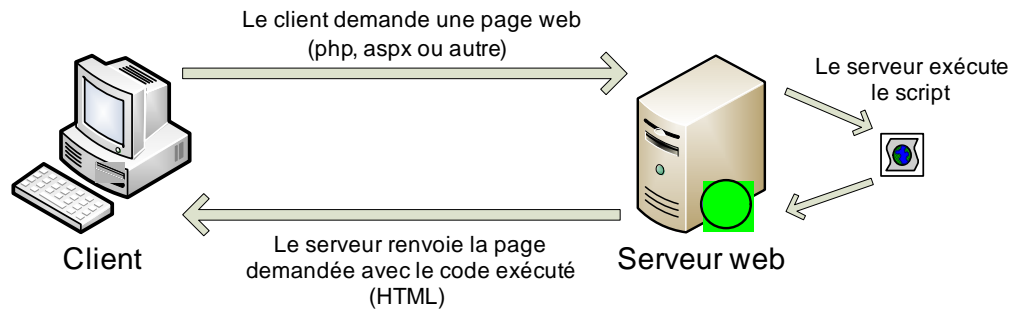 Le client demande une page web
(php, aspx ou autre)
Le serveur exécute
le script
Client
Le serveur renvoie la page
demandée avec le code exécuté
(HTML)
Serveur web